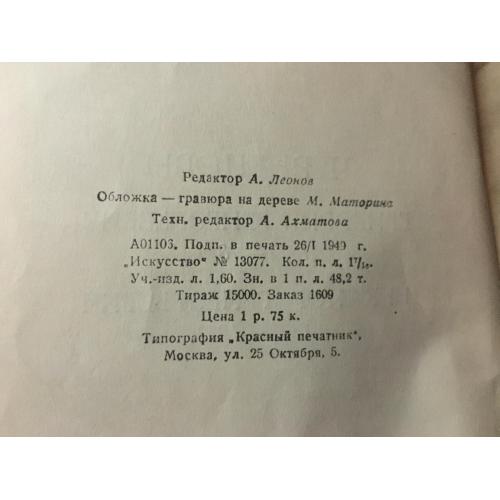 Редактор А. Леонов
Обложка — гравюра на дереве М. Маторина
Техн. редактор А. Ахматова
А01103. Подп. в печать 26/I 1949 г.
„Искусство“ № 13077. Кол. п. л. 1⁷/₁₆.
Уч.-изд. л. 1,60. Зн. в 1 п. л. 48,2 т.
Тираж 15000. Заказ 1609
Цена 1 р. 75 к.
Типография „Красный печатник“,
Москва, ул. 25 Октября, 5.